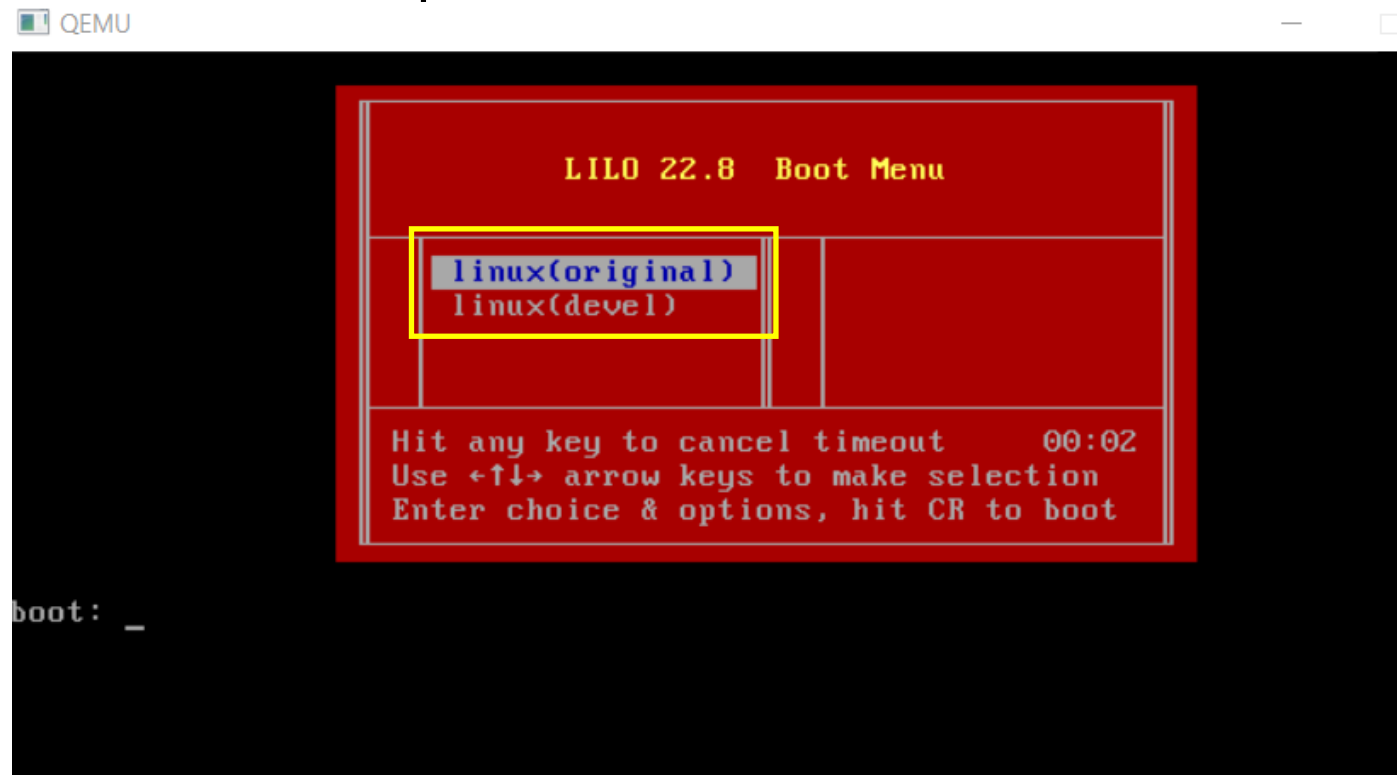 QEMU
LILO 22.8 Boot Menu
linux(original)
linux(devel)
Hit any key to cancel timeout 00:02
Use ←↑↓→ arrow keys to make selection
Enter choice & options, hit CR to boot
boot: _